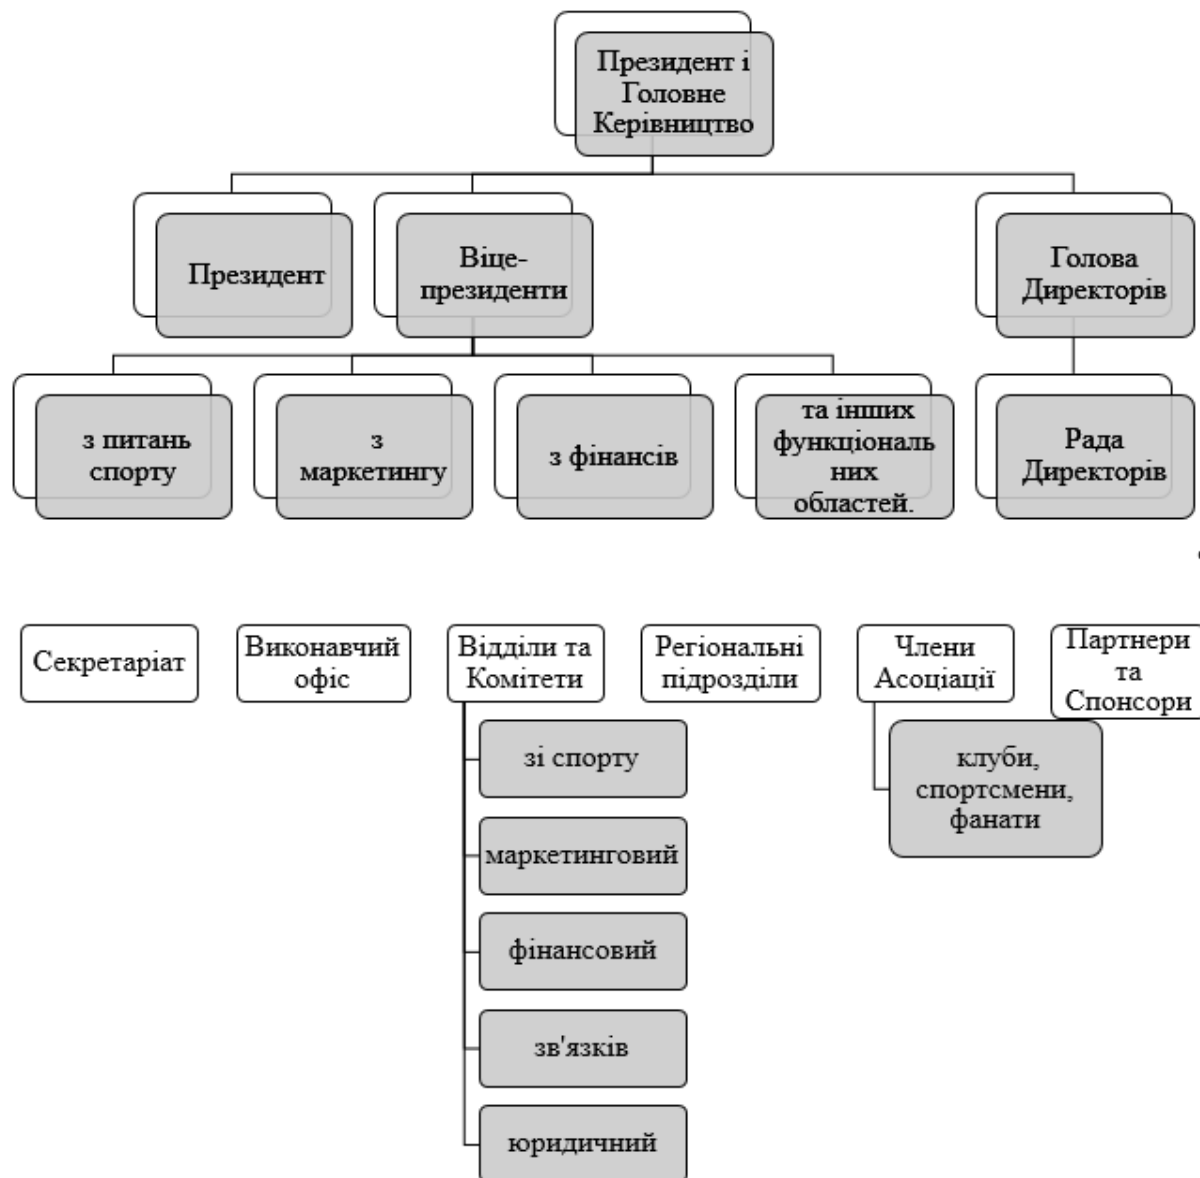 Президент і
Головне
Керівництво
Президент
Віце-
президенти
Голова
Директорів
з питань
спорту
з
маркетингу
з фінансів
та інших
функціональ
них
областей.
Рада
Директорів
Секретаріат
Виконавчий
офіс
Відділи та
Комітети
Регіональні
підрозділи
Члени
Асоціації
Партнери
та
Спонсори
зі спорту
маркетинговий
фінансовий
зв'язків
юридичний
клуби,
спортсмени,
фанати